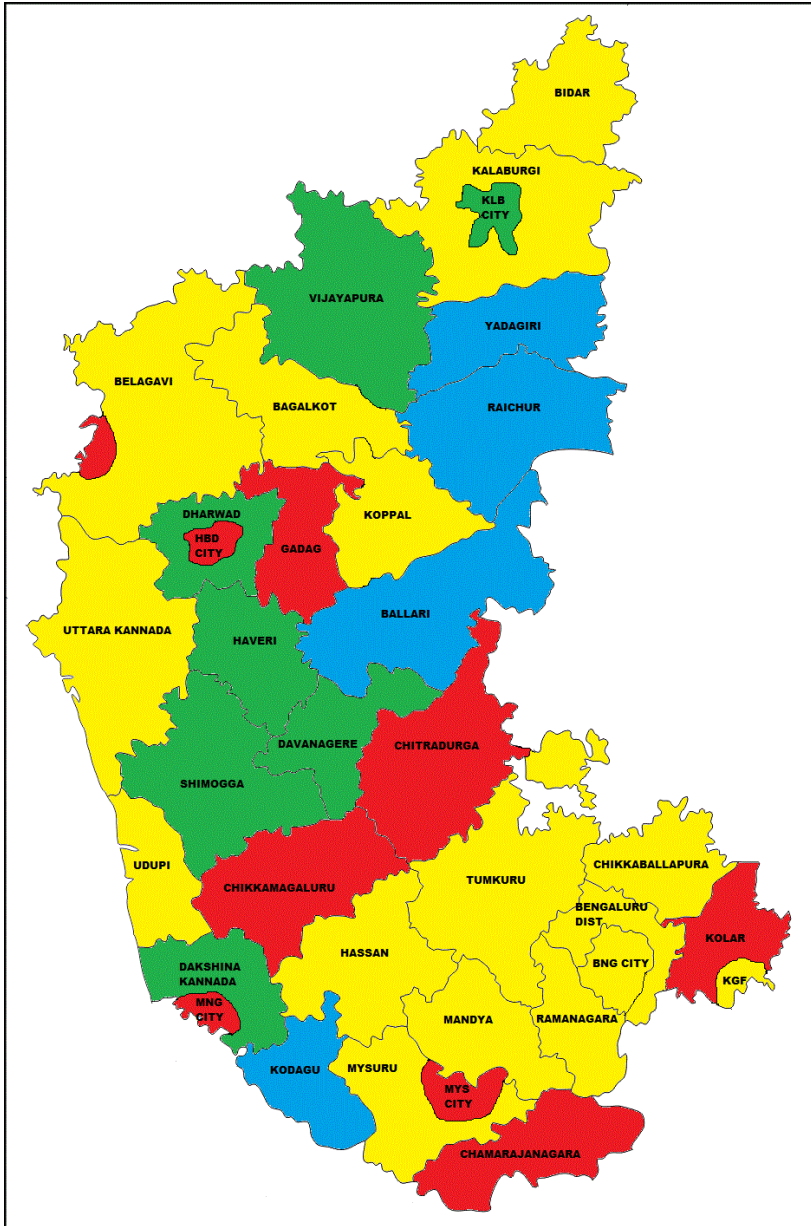 BIDAR
KALABURGI
KLB
CITY
VIJAYAPURA
YADAGIRI
BELAGAVI
BAGALKOT
RAICHUR
DHARWAD
HBD
CITY
GADAG
KOPPAL
BALLARI
UTTARA KANNADA
HAVERI
DAVANAGERE
CHITRADURGA
SHIMOGGA
UDUPI
CHIKKAMAGALURU
TUMKURU
CHIKKABALLAPURA
BENGALURU
DIST
KOLAR
HASSAN
BNG CITY
KGF
DAKSHINA
KANNADA
MNG
CITY
MANDYA
RAMANAGARA
KODAGU
MYSURU
MYS
CITY
CHAMARAJANAGARA